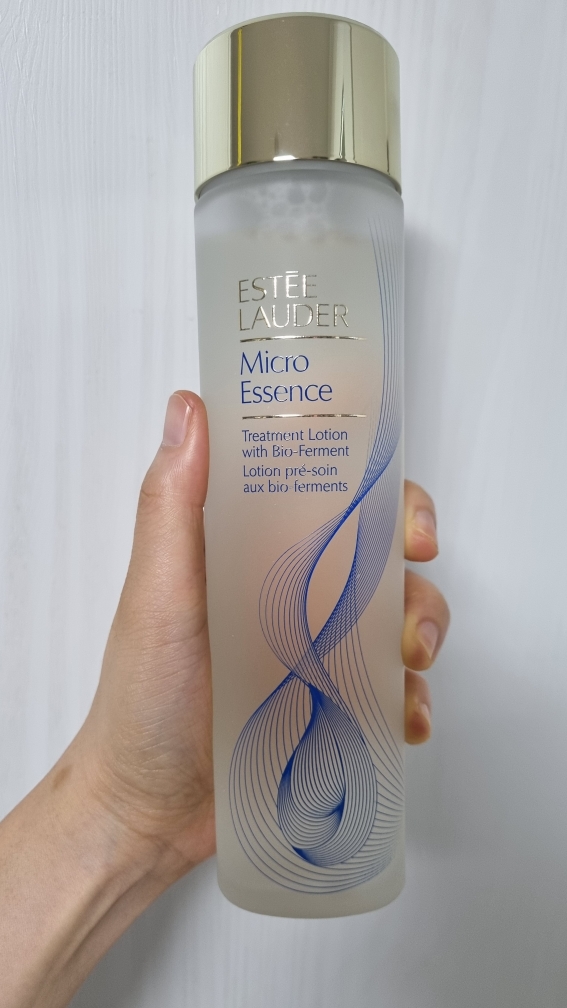 ESTĒE
LAUDER
Micro
Essence
Treatment Lotion
with Bio-Ferment
Lotion pré-soin
aux bio-ferments